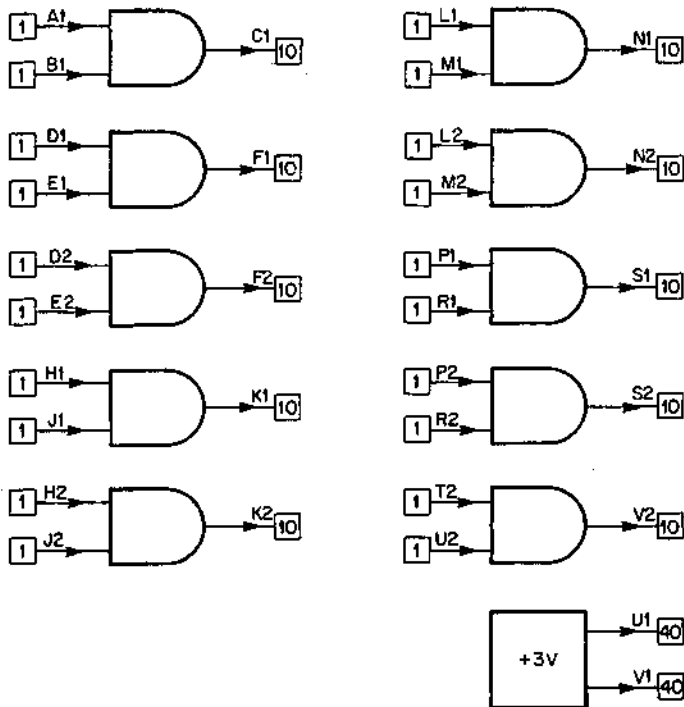 1 A1 C1 10
1 B1
1 D1 F1 10
1 E1
1 D2 F2 10
1 E2
1 H1 K1 10
1 J1
1 H2 K2 10
1 J2
1 L1 N1 10
1 M1
1 L2 N2 10
1 M2
1 P1 S1 10
1 R1
1 P2 S2 10
1 R2
1 T2 V2 10
1 U2
U1 40
+3V
V1 40